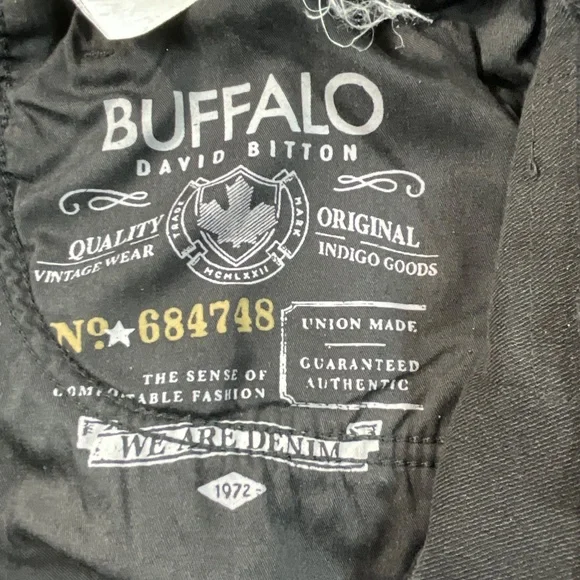 BUFFALO
DAVID BITTON
QUALITY
VINTAGE WEAR
TRADE MARK
MCMLXXII
ORIGINAL
INDIGO GOODS
No. 684748
UNION MADE
GUARANTEED
AUTHENTIC
THE SENSE OF
COMFORTABLE FASHION
WE ARE DENIM
1972